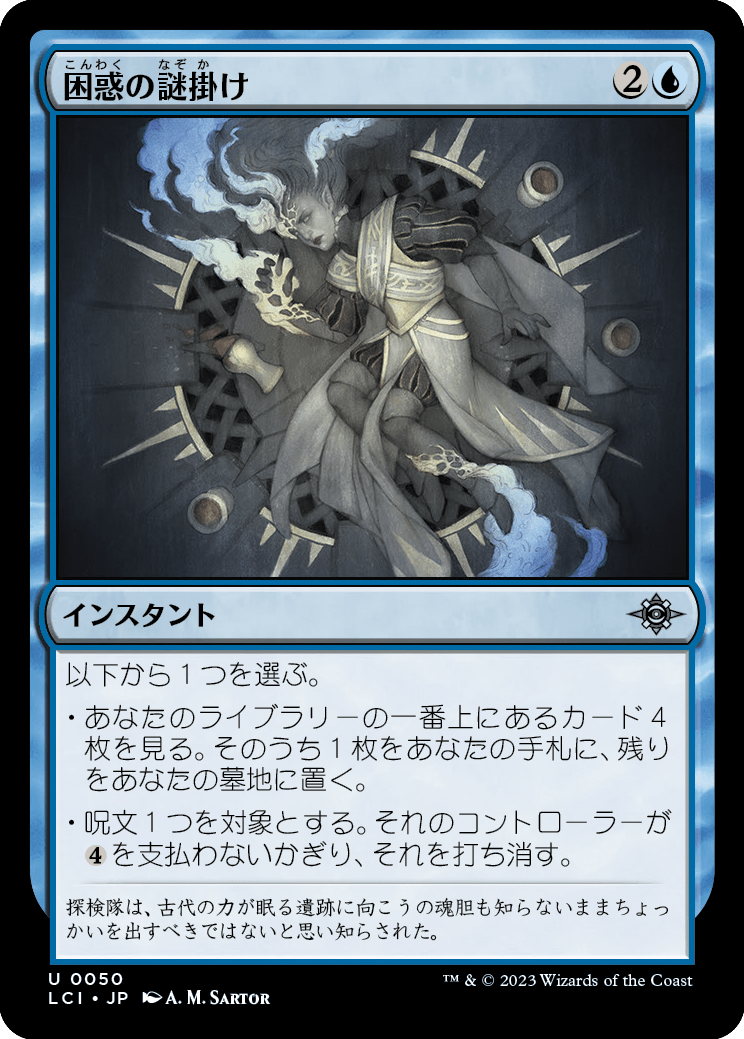 こんわく なぞか
困惑の謎掛け 2
インスタント
以下から1つを選ぶ。
・あなたのライブラリーの一番上にあるカード4
枚を見る。そのうち1枚をあなたの手札に、残り
をあなたの墓地に置く。
・呪文1つを対象とする。それのコントローラーが
4を支払わないかぎり、それを打ち消す。
探検隊は、古代の力が眠る遺跡に向こうの魂胆も知らないままちょっ
かいを出すべきではないと思い知らされた。
U 0050
LCI • JP A. M. Sartor
™ & © 2023 Wizards of the Coast